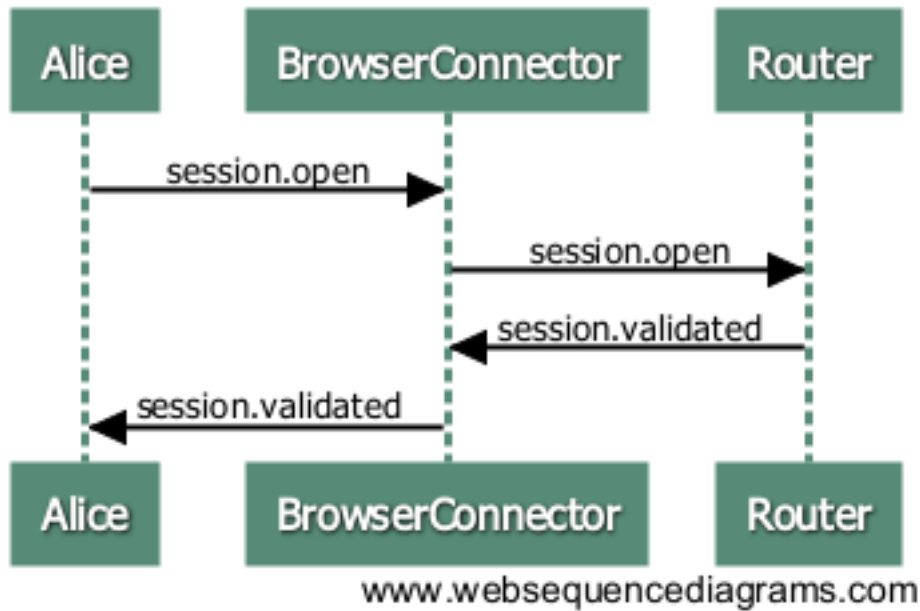 Alice BrowserConnector Router
session.open
session.open
session.validated
session.validated
Alice BrowserConnector Router
www.websequencediagrams.com